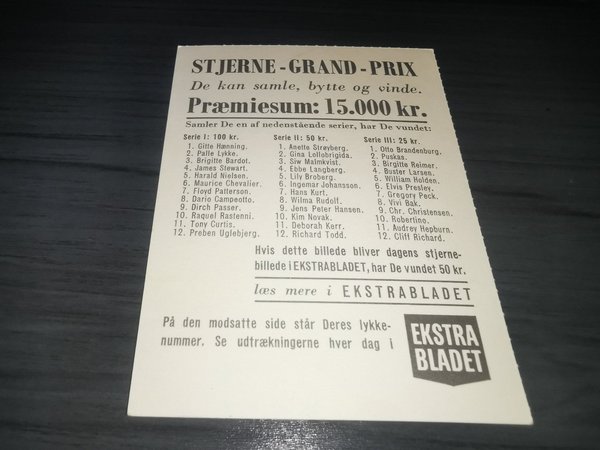 STJERNE-GRAND-PRIX
De kan samle, bytte og vinde.
Præmiesum: 15.000 kr.
Samler De en af nedenstående serier, har De vundet:
Serie I: 100 kr.
1. Gitte Hænning.
2. Palle Lykke.
3. Brigitte Bardot.
4. James Stewart.
5. Harald Nielsen.
6. Maurice Chevalier.
7. Floyd Patterson.
8. Dario Campeotto.
9. Dirch Passer.
10. Raquel Rastenni.
11. Tony Curtis.
12. Preben Uglebjerg.
Serie II: 50 kr.
1. Anette Strøyberg.
2. Gina Lollobrigida.
3. Siw Malmkvist.
4. Ebbe Langberg.
5. Lily Broberg.
6. Ingemar Johansson.
7. Hans Kurt.
8. Wilma Rudolf.
9. Jens Peter Hansen.
10. Kim Novak.
11. Deborah Kerr.
12. Richard Todd.
Serie III: 25 kr.
1. Otto Brandenburg.
2. Puskas.
3. Birgitte Reimer.
4. Buster Larsen.
5. William Holden.
6. Elvis Presley.
7. Gregory Peck.
8. Vivi Bak.
9. Chr. Christensen.
10. Robertino.
11. Audrey Hepburn.
12. Cliff Richard.
Hvis dette billede bliver dagens stjerne-
billede i EKSTRABLADET, har De vundet 50 kr.
læs mere i EKSTRABLADET
På den modsatte side står Deres lykke-
nummer. Se udtrækningerne hver dag i
EKSTRA
BLADET